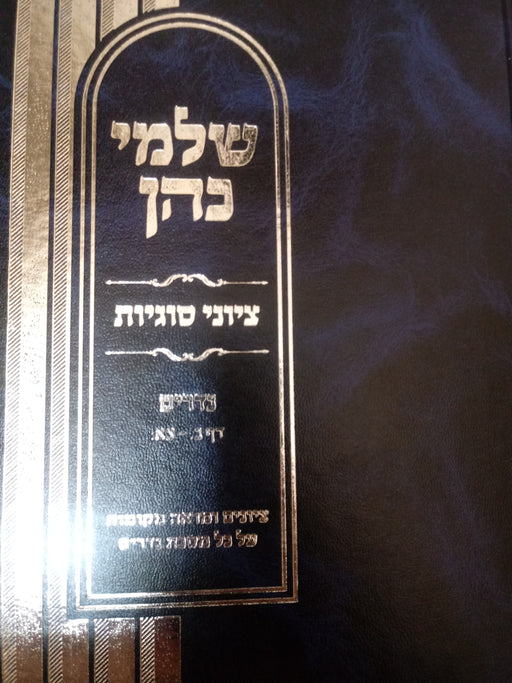 שלמי
כהן
ציוני סוגיות
נדרים
דף ב. – צא:
ציונים ומראה מקומות
על כל מסכת נדרים